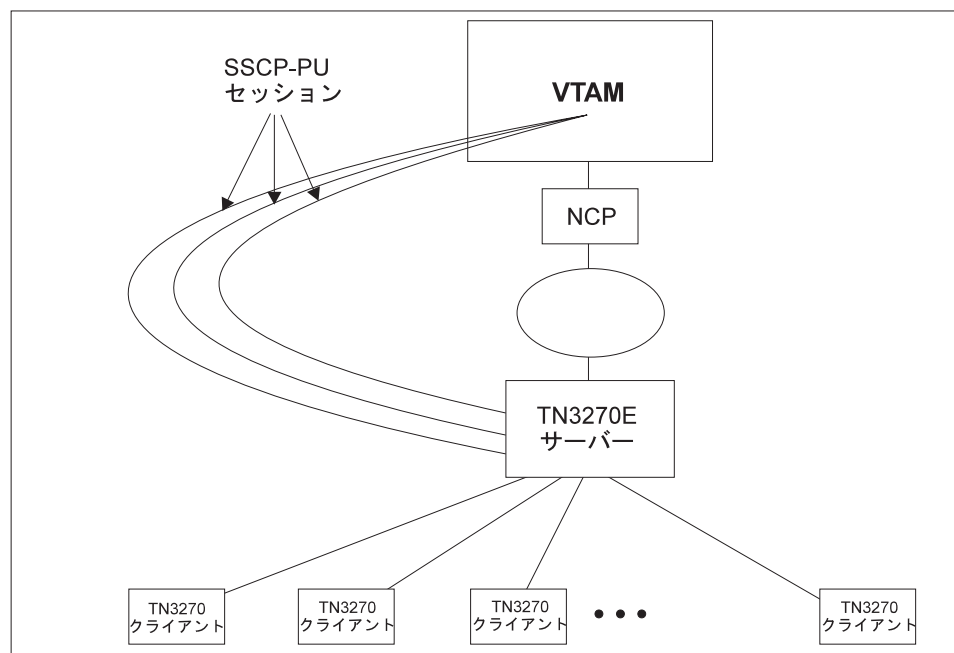 SSCP-PU
セッション
VTAM
NCP
TN3270E
サーバー
TN3270
クライアント
TN3270
クライアント
TN3270
クライアント
TN3270
クライアント